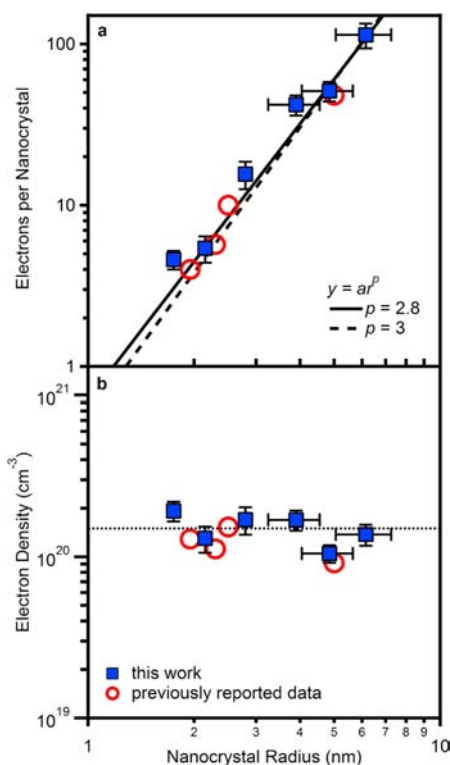 a
100
10
1
Electrons per Nanocrystal
y = ar^p
p = 2.8
p = 3
b
10^21
10^20
10^19
Electron Density (cm^-3)
this work
previously reported data
1 2 3 4 5 6 7 8 9 10
Nanocrystal Radius (nm)